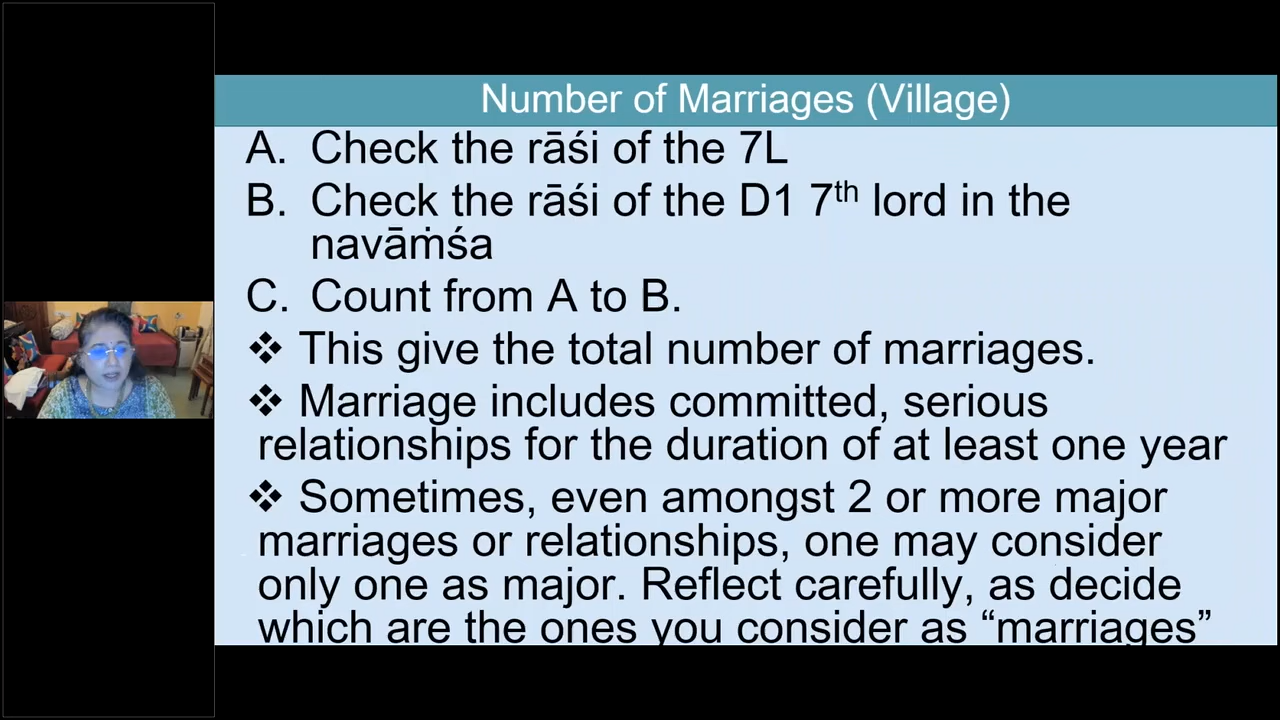 Number of Marriages (Village)
A. Check the rāśi of the 7L
B. Check the rāśi of the D1 7th lord in the
navāṁśa
C. Count from A to B.
❖ This give the total number of marriages.
❖ Marriage includes committed, serious
relationships for the duration of at least one year
❖ Sometimes, even amongst 2 or more major
marriages or relationships, one may consider
only one as major. Reflect carefully, as decide
which are the ones you consider as “marriages”